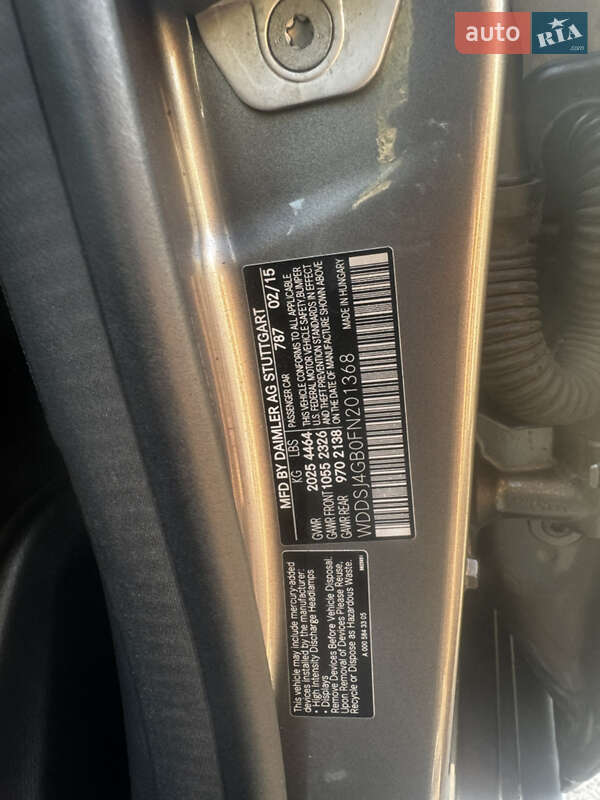 auto RIA .com
MFD BY DAIMLER AG STUTTGART
787 02/15
KG LBS PASSENGER CAR
GVWR 2025 4464
GAWR FRONT 1055 2326
GAWR REAR 970 2138
THIS VEHICLE CONFORMS TO ALL APPLICABLE
U.S. FEDERAL MOTOR VEHICLE SAFETY, BUMPER
AND THEFT PREVENTION STANDARDS IN EFFECT
ON THE DATE OF MANUFACTURE SHOWN ABOVE
MADE IN HUNGARY
WDDSJ4GB0FN201368
This vehicle may include mercury-added
devices installed by the manufacturer:
• High Intensity Discharge Headlamps
• Displays
Remove Devices Before Vehicle Disposal.
Upon Removal of Devices Please Reuse,
Recycle or Dispose as Hazardous Waste.
A 000 584 33 05